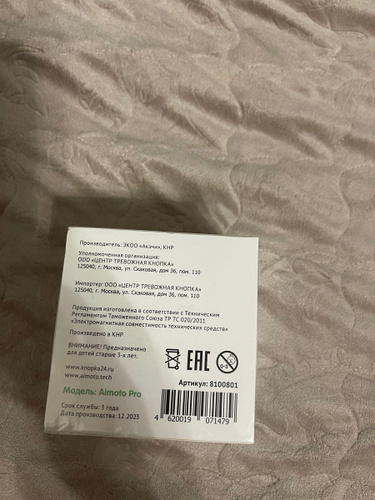 Производитель: ЭКОО «Акачи», КНР
Уполномоченная организация:
ООО «ЦЕНТР ТРЕВОЖНАЯ КНОПКА»
125040, г. Москва, ул. Скаковая, дом 36, пом. 110
Импортер: ООО «ЦЕНТР ТРЕВОЖНАЯ КНОПКА»
125040, г. Москва, ул. Скаковая, дом 36, пом. 110
Продукция изготовлена в соответствии с Техническим
Регламентом Таможенного Союза ТР ТС 020/2011
«Электромагнитная совместимость технических средств»
Произведено в КНР
ВНИМАНИЕ! Предназначено
для детей старше 3-х лет.
EAC
0-3
www.knopka24.ru
www.aimoto.tech
Артикул: 8100801
Модель: Aimoto Pro
Срок службы: 3 года
Дата производства: 12.2023
4 620019 071479